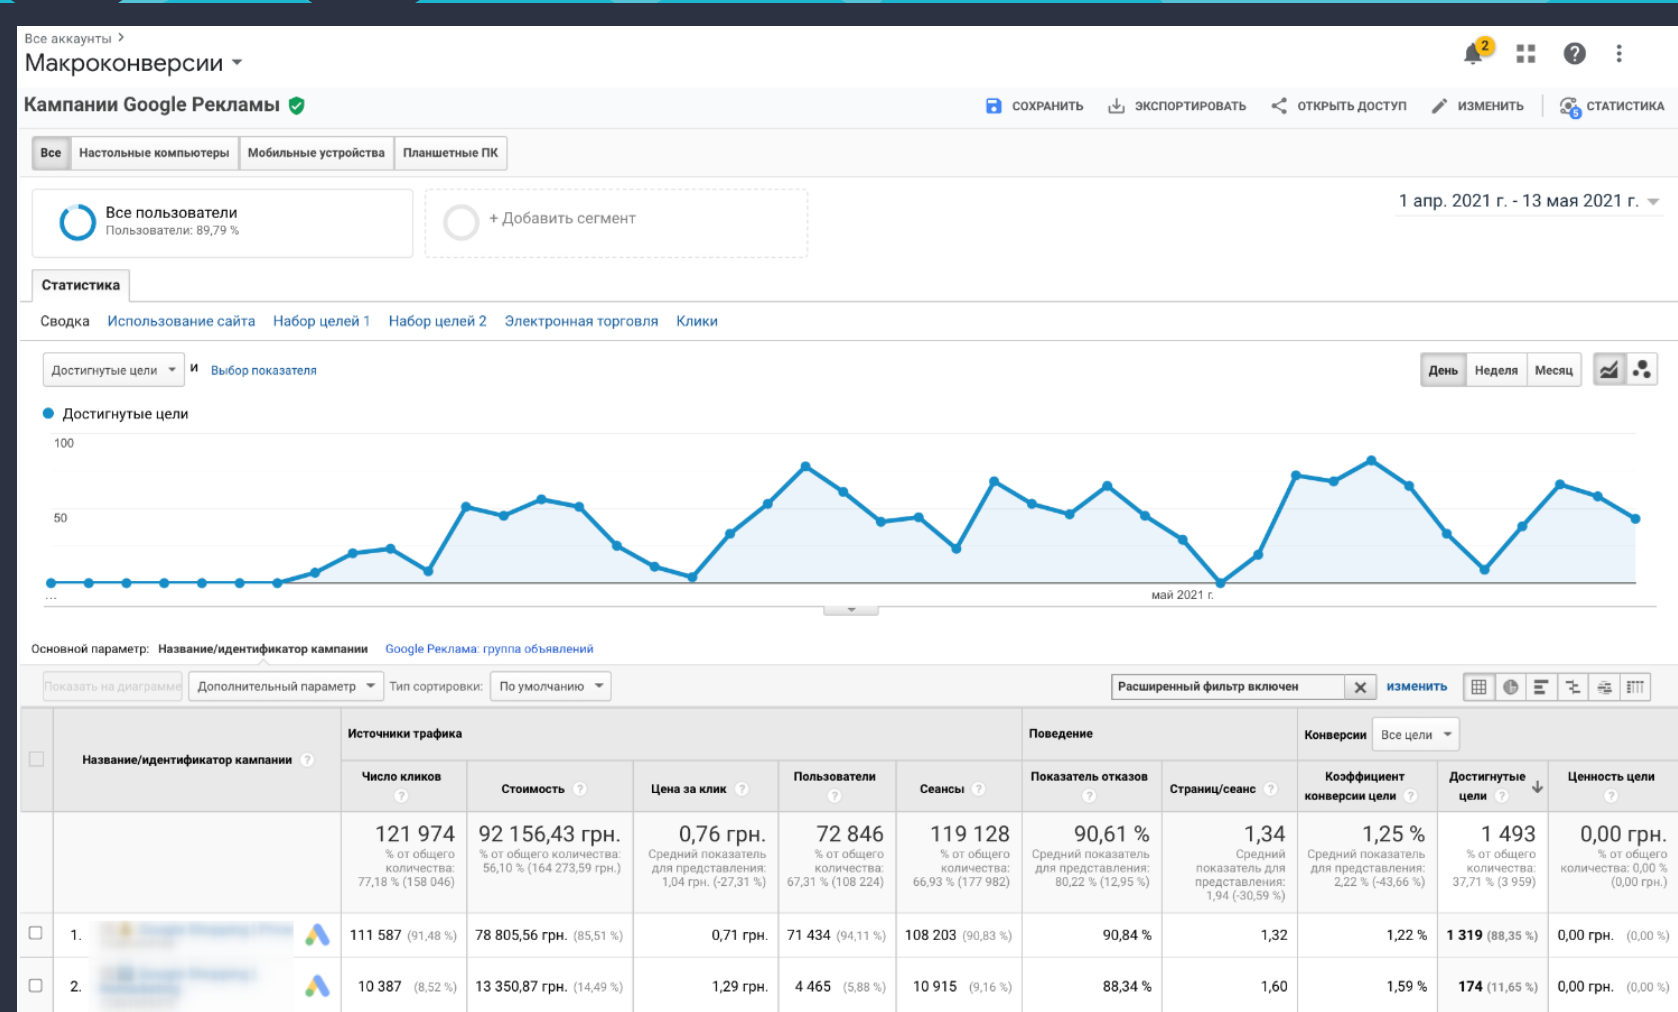 Все аккаунты >
Макроконверсии
2
Кампании Google Рекламы
СОХРАНИТЬ ЭКСПОРТИРОВАТЬ ОТКРЫТЬ ДОСТУП ИЗМЕНИТЬ 5 СТАТИСТИКА
Все Настольные компьютеры Мобильные устройства Планшетные ПК
Все пользователи
Пользователи: 89,79 %
+ Добавить сегмент
1 апр. 2021 г. - 13 мая 2021 г.
Статистика
Сводка Использование сайта Набор целей 1 Набор целей 2 Электронная торговля Клики
Достигнутые цели и Выбор показателя
День Неделя Месяц
Достигнутые цели
100
50
... май 2021 г.
Основной параметр: Название/идентификатор кампании Google Реклама: группа объявлений
Показать на диаграмме Дополнительный параметр Тип сортировки: По умолчанию
Расширенный фильтр включен изменить
Название/идентификатор кампании ?
Источники трафика Поведение Конверсии Все цели
Число кликов ? Стоимость ? Цена за клик ? Пользователи ? Сеансы ? Показатель отказов ? Страниц/сеанс ? Коэффициент конверсии цели ? Достигнутые цели ? Ценность цели ?
121 974 92 156,43 грн. 0,76 грн. 72 846 119 128 90,61 % 1,34 1,25 % 1 493 0,00 грн.
% от общего количества: 77,18 % (158 046)
% от общего количества: 56,10 % (164 273,59 грн.)
Средний показатель для представления: 1,04 грн. (-27,31 %)
% от общего количества: 67,31 % (108 224)
% от общего количества: 66,93 % (177 982)
Средний показатель для представления: 80,22 % (12,95 %)
Средний показатель для представления: 1,94 (-30,59 %)
Средний показатель для представления: 2,22 % (-43,66 %)
% от общего количества: 37,71 % (3 959)
% от общего количества: 0,00 % (0,00 грн.)
1. 111 587 (91,48 %) 78 805,56 грн. (85,51 %) 0,71 грн. 71 434 (94,11 %) 108 203 (90,83 %) 90,84 % 1,32 1,22 % 1 319 (88,35 %) 0,00 грн. (0,00 %)
2. 10 387 (8,52 %) 13 350,87 грн. (14,49 %) 1,29 грн. 4 465 (5,88 %) 10 915 (9,16 %) 88,34 % 1,60 1,59 % 174 (11,65 %) 0,00 грн. (0,00 %)